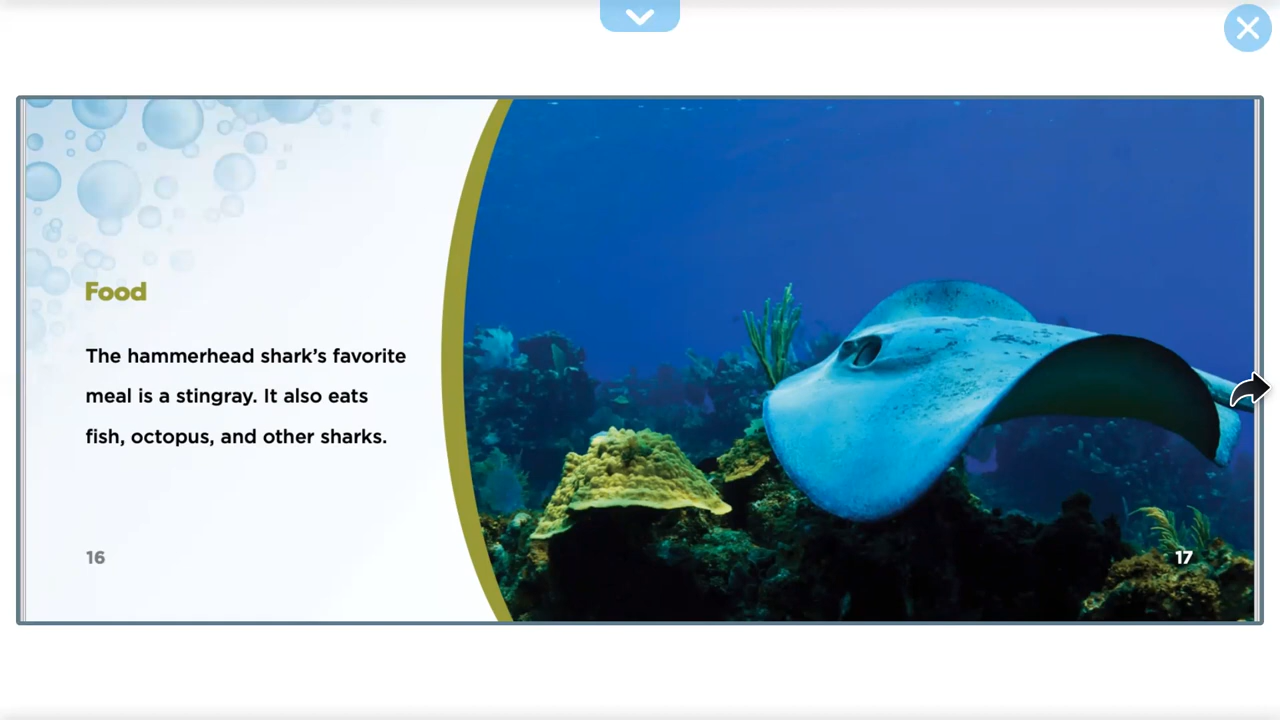 Food
The hammerhead shark’s favorite
meal is a stingray. It also eats
fish, octopus, and other sharks.
16
17